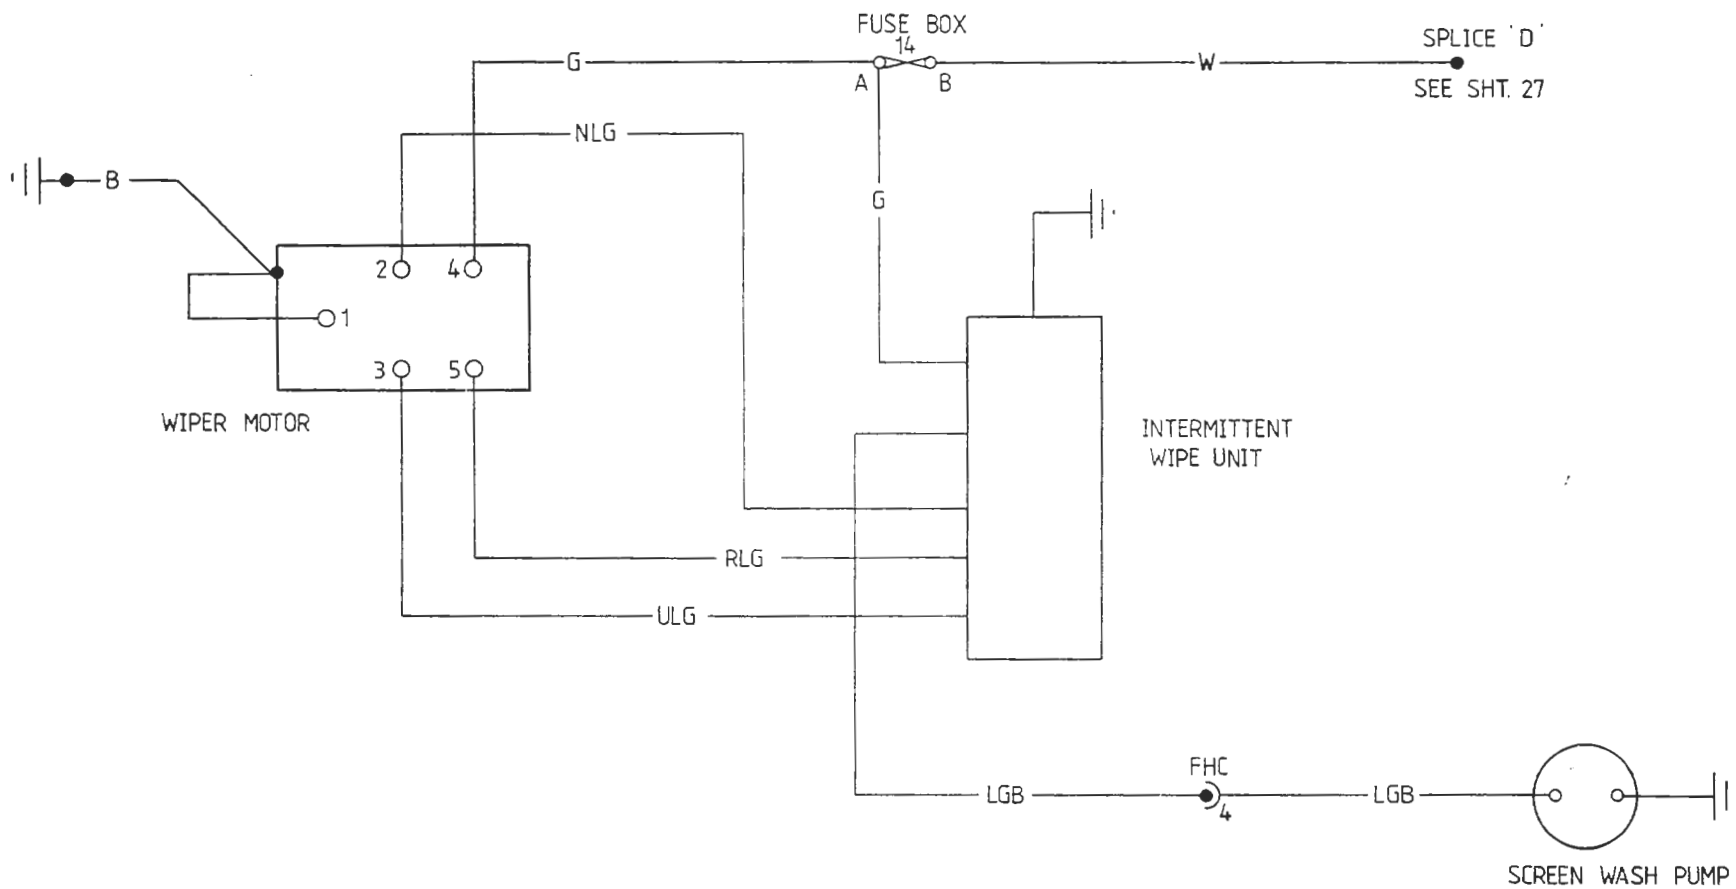 FUSE BOX
14
A
B
G
W
SPLICE 'D'
SEE SHT. 27
NLG
B
G
2
4
1
3
5
WIPER MOTOR
INTERMITTENT
WIPE UNIT
RLG
ULG
FHC
LGB
4
LGB
SCREEN WASH PUMP